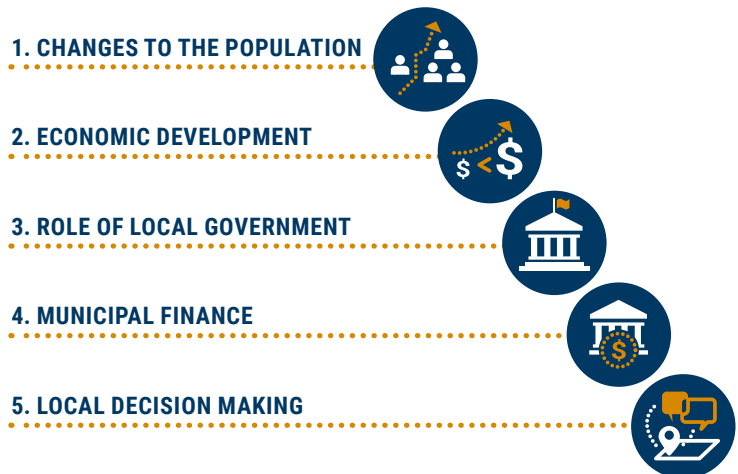 1. CHANGES TO THE POPULATION
2. ECONOMIC DEVELOPMENT
$ < $
3. ROLE OF LOCAL GOVERNMENT
4. MUNICIPAL FINANCE
$
5. LOCAL DECISION MAKING